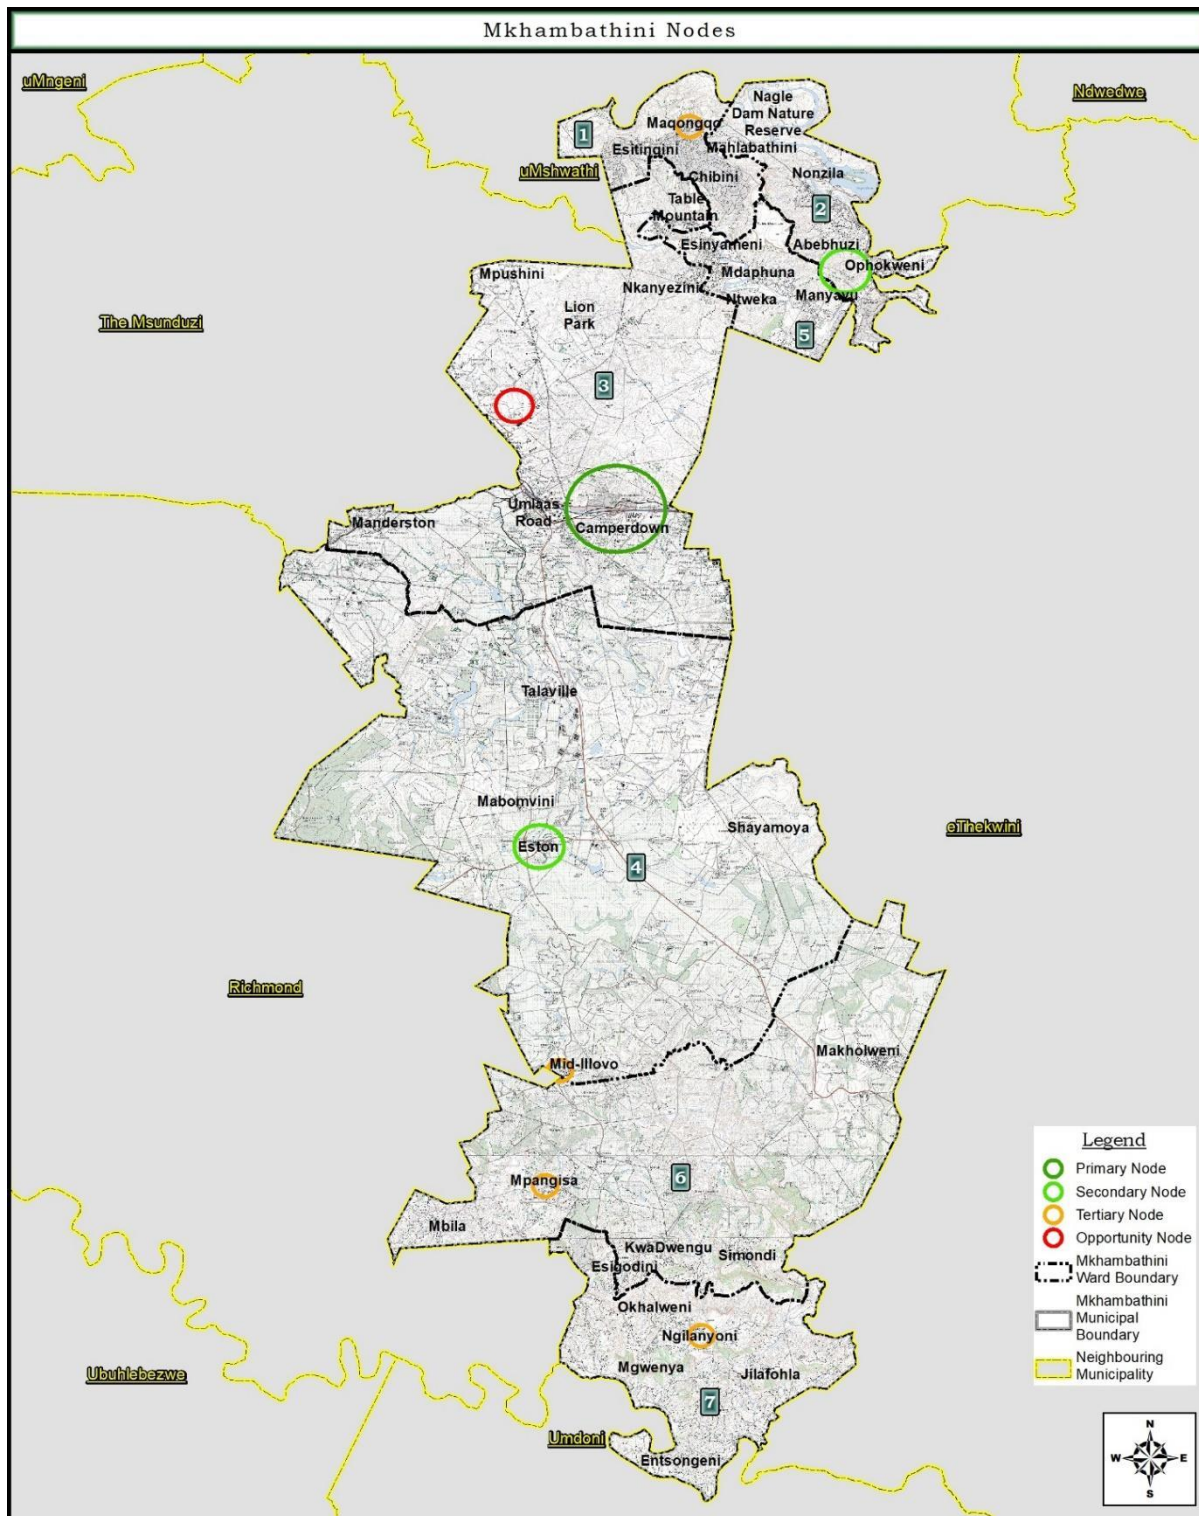 Mkhambathini Nodes
uMngeni
Ndwedwe
Nagle
Dam Nature
Reserve
Maqongqo
1
Esitingini
Mahlabathini
uMshwathi
Chibini
Nonzila
Table
Mountain
2
Esinyameni
Abebhuzi
Ophokweni
Mpushini
Mdaphuna
Nkanyezini
Ntweka
Manyavu
Lion
Park
The Msunduzi
5
3
Umlaas
Road
Manderston
Camperdown
Talaville
Mabomvini
Shayamoya
eThekwini
Eston
4
Richmond
Makholweni
Mid-Illovo
Mpangisa
6
Mbila
KwaDwengu
Simondi
Esigodini
Okhalweni
Ngilanyoni
Mgwenya
Jilafohla
Ubuhlebezwe
7
Umdoni
Entsongeni
Legend
Primary Node
Secondary Node
Tertiary Node
Opportunity Node
Mkhambathini
Ward Boundary
Mkhambathini
Municipal
Boundary
Neighbouring
Municipality
N
W
E
S